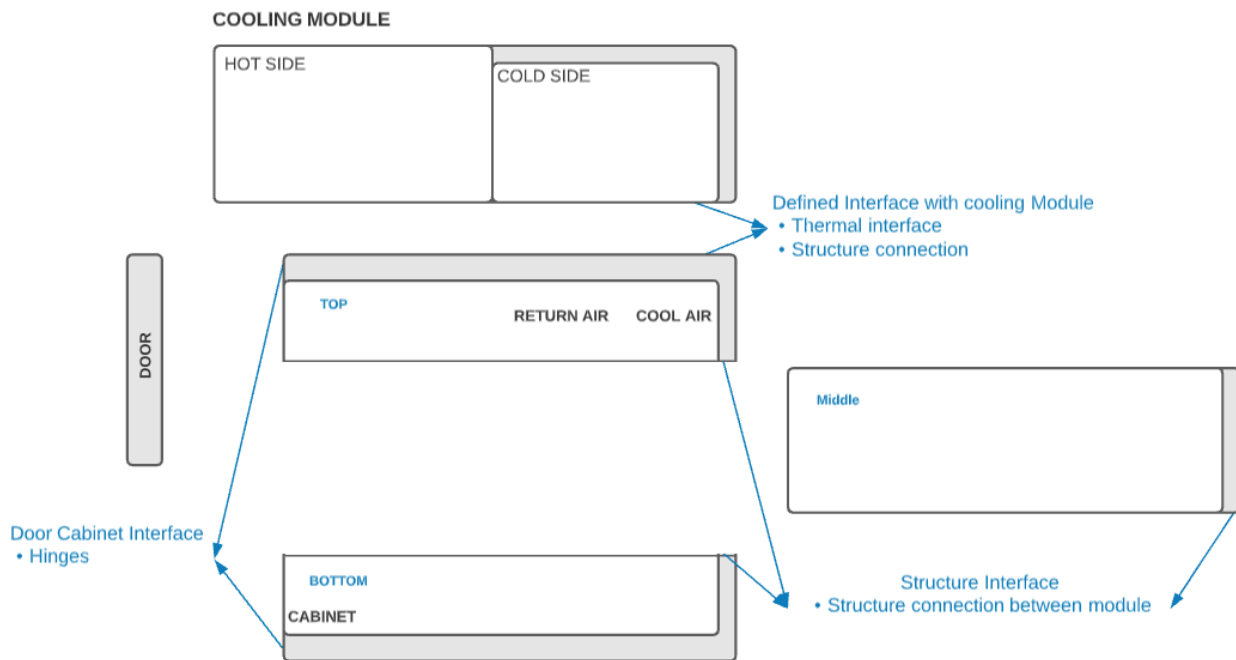 COOLING MODULE
HOT SIDE
COLD SIDE
Defined Interface with cooling Module
• Thermal interface
• Structure connection
TOP
RETURN AIR
COOL AIR
DOOR
Middle
Door Cabinet Interface
• Hinges
BOTTOM
CABINET
Structure Interface
• Structure connection between module